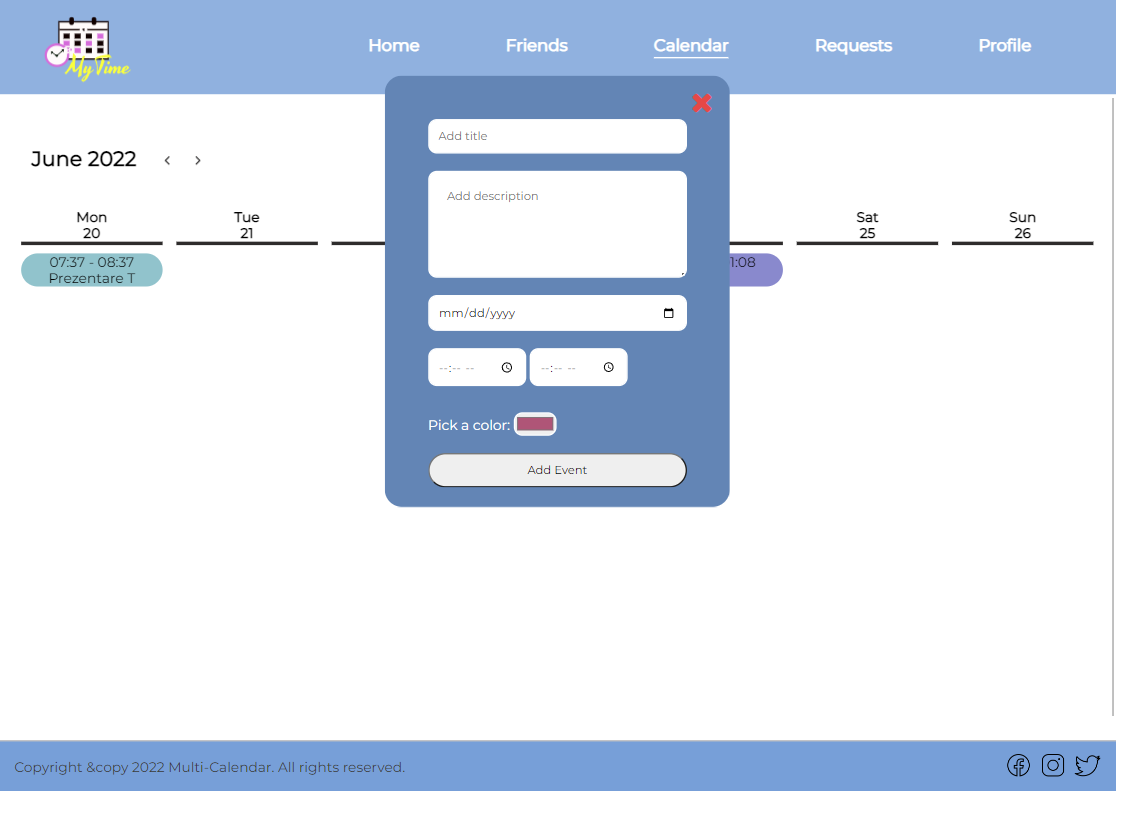 My Time
Home Friends Calendar Requests Profile
June 2022 < >
Mon Tue Sat Sun
20 21 25 26
07:37 - 08:37
Prezentare T
1:08
Add title
Add description
mm/dd/yyyy
--:-- -- --:-- --
Pick a color:
Add Event
Copyright &copy 2022 Multi-Calendar. All rights reserved.